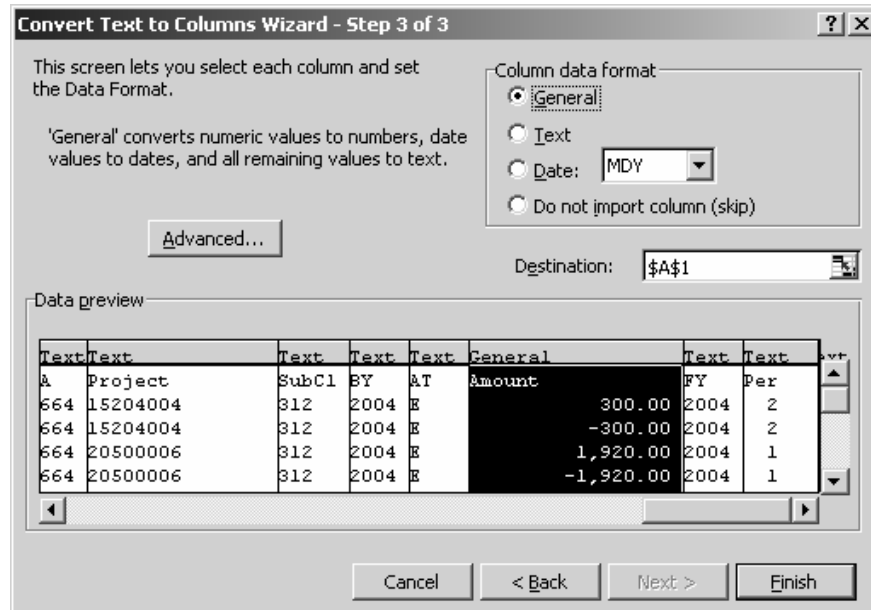 Convert Text to Columns Wizard - Step 3 of 3
This screen lets you select each column and set
the Data Format.
'General' converts numeric values to numbers, date
values to dates, and all remaining values to text.
Advanced...
Column data format
General
Text
Date: MDY
Do not import column (skip)
Destination: $A$1
Data preview
Text Text Text Text Text General Text Text
A Project SubCl BY AT Amount FY Per
664 15204004 312 2004 E 300.00 2004 2
664 15204004 312 2004 E -300.00 2004 2
664 20500006 312 2004 E 1,920.00 2004 1
664 20500006 312 2004 E -1,920.00 2004 1
Cancel < Back Next > Finish